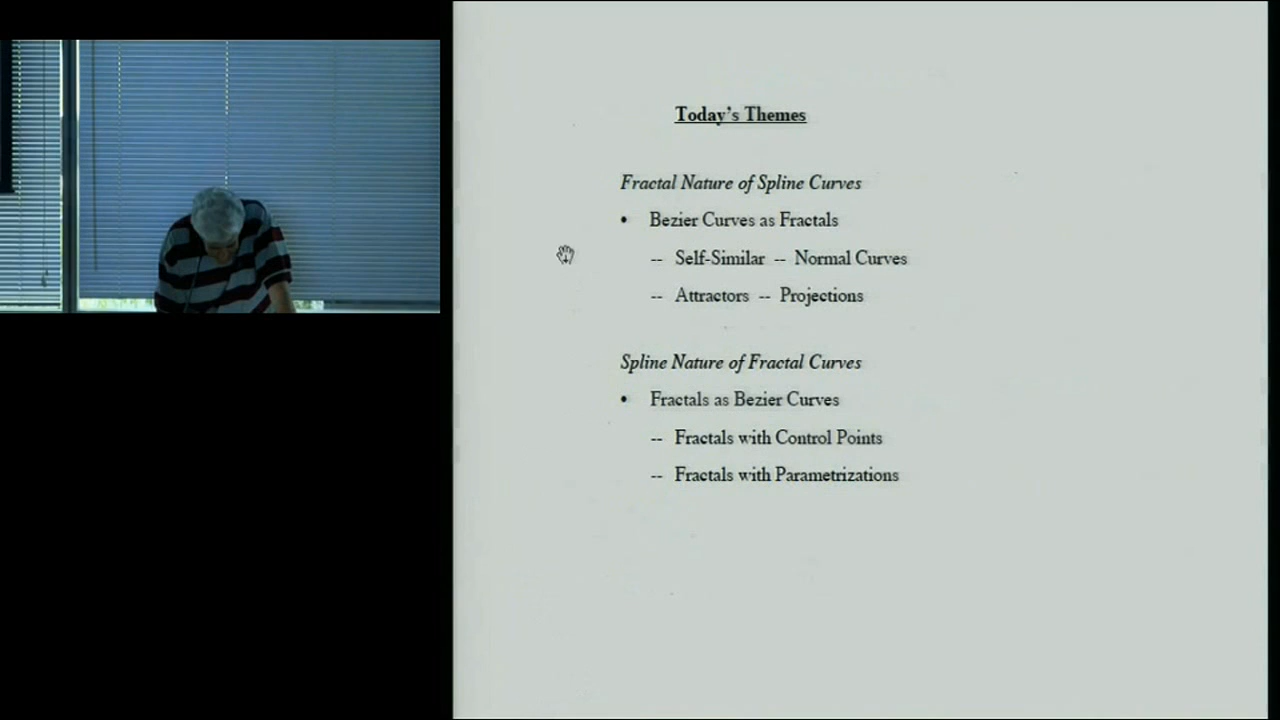 Today's Themes
Fractal Nature of Spline Curves
• Bezier Curves as Fractals
-- Self-Similar -- Normal Curves
-- Attractors -- Projections
Spline Nature of Fractal Curves
• Fractals as Bezier Curves
-- Fractals with Control Points
-- Fractals with Parametrizations